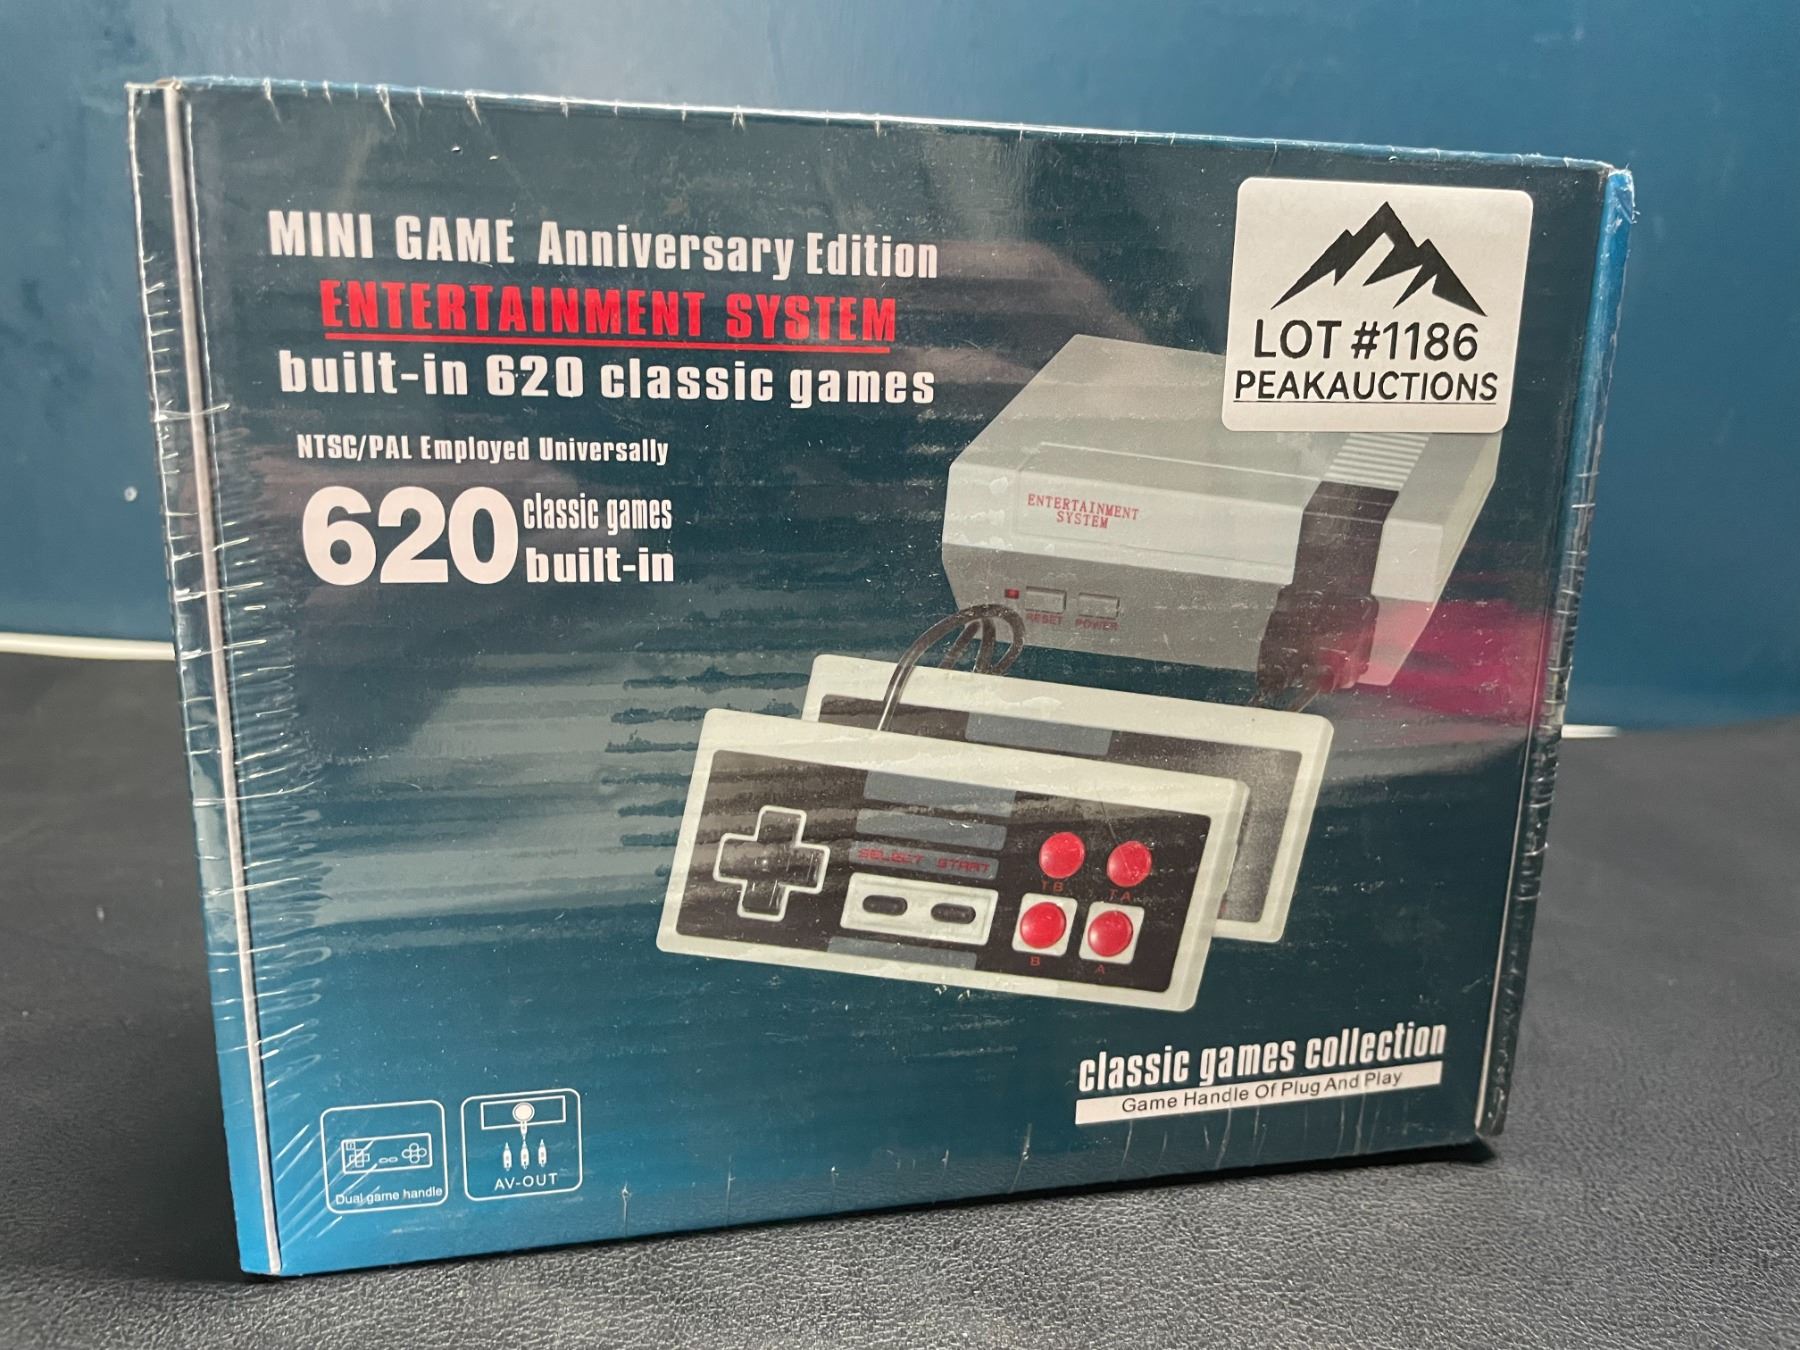 MINI GAME Anniversary Edition
ENTERTAINMENT SYSTEM
built-in 620 classic games
NTSC/PAL Employed Universally
620 classic games
built-in
LOT #1186
PEAKAUCTIONS
ENTERTAINMENT
SYSTEM
RESET POWER
SELECT START
TB TA
B A
classic games collection
Game Handle Of Plug And Play
Dual game handle
AV-OUT